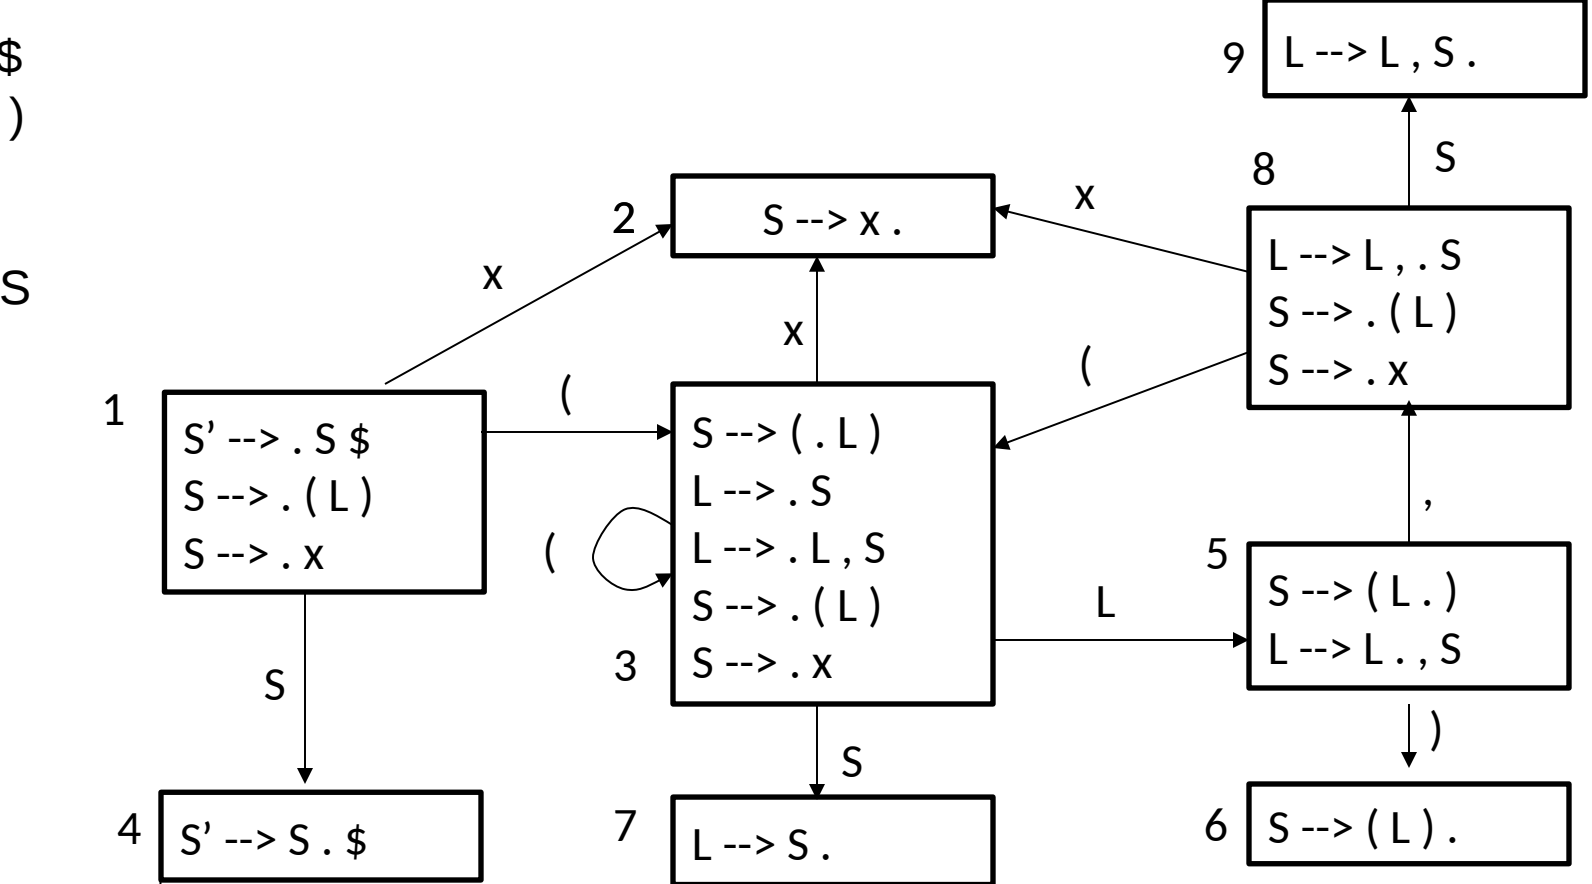 $
)
S
9
L --> L , S .
S
8
L --> L , . S
S --> . ( L )
S --> . x
x
(
2
S --> x .
x
x
(
1
S’ --> . S $
S --> . ( L )
S --> . x
(
3
S --> ( . L )
L --> . S
L --> . L , S
S --> . ( L )
S --> . x
,
5
S --> ( L . )
L --> L . , S
L
S
S
)
4
S’ --> S . $
7
L --> S .
6
S --> ( L ) .